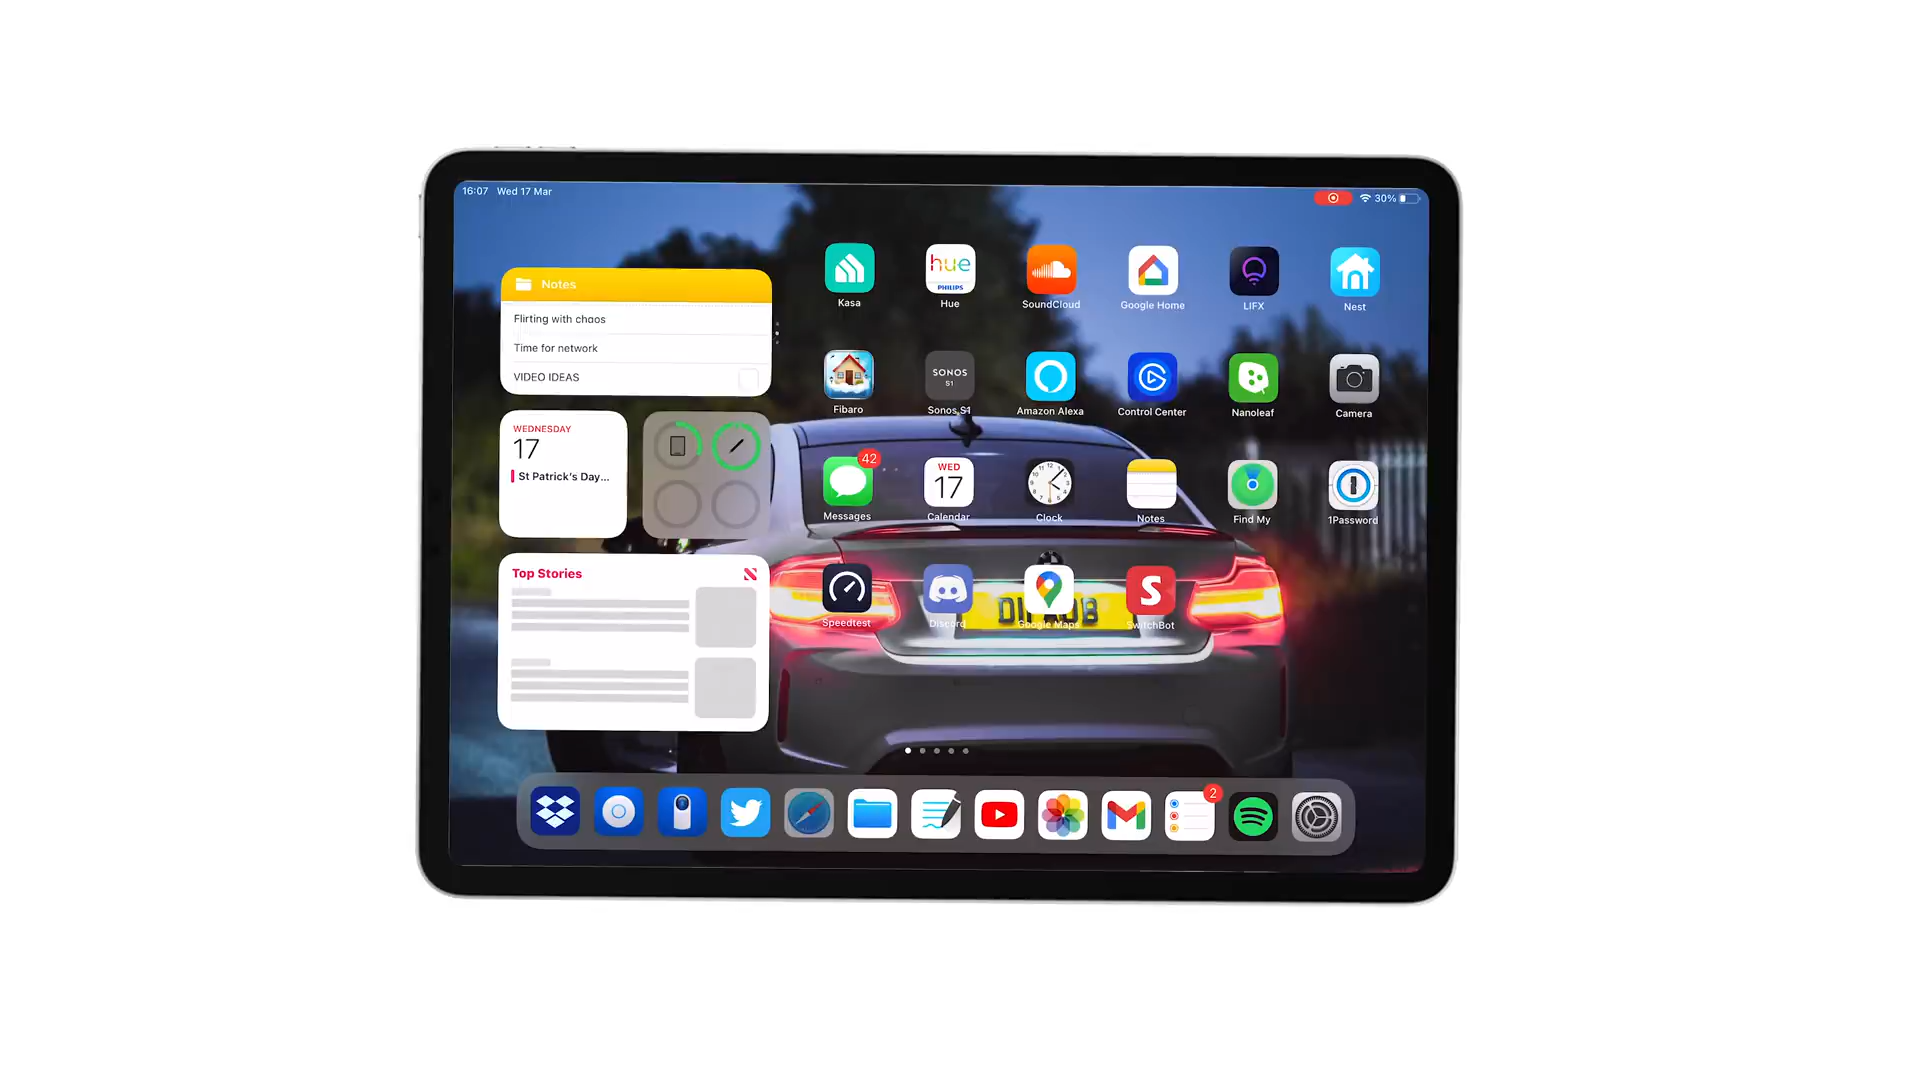 16:07 Wed 17 Mar
30%
Notes
Flirting with chaos
Time for network
VIDEO IDEAS
WEDNESDAY
17
St Patrick's Day...
Top Stories
hue
PHILIPS
Kasa
Hue
SoundCloud
Google Home
LIFX
Nest
SONOS
S1
Fibaro
Sonos S1
Amazon Alexa
Control Center
Nanoleaf
Camera
42
WED
17
Messages
Calendar
Clock
Notes
Find My
1Password
S
Speedtest
Discord
Google Maps
SwitchBot
2